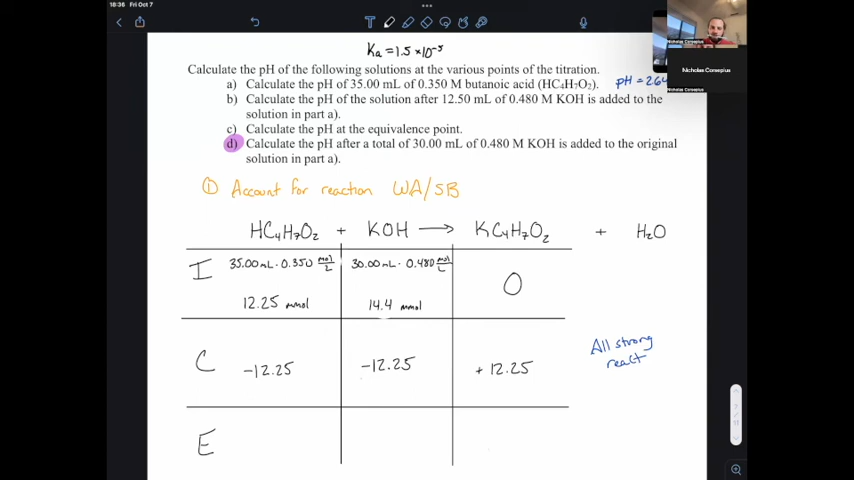 18:36 Fri Oct 7
Ka = 1.5 × 10⁻⁵
Calculate the pH of the following solutions at the various points of the titration.
a) Calculate the pH of 35.00 mL of 0.350 M butanoic acid (HC₄H₇O₂). pH = 2.64
b) Calculate the pH of the solution after 12.50 mL of 0.480 M KOH is added to the
solution in part a).
c) Calculate the pH at the equivalence point.
d) Calculate the pH after a total of 30.00 mL of 0.480 M KOH is added to the original
solution in part a).
① Account for reaction WA/SB
HC₄H₇O₂ + KOH → KC₄H₇O₂ + H₂O
I 35.00 mL · 0.350 mol/L 30.00 mL · 0.480 mol/L 0
12.25 mmol 14.4 mmol
C -12.25 -12.25 + 12.25
All strong
react
E
Nicholas Consepius
Nicholas Consepius
Nicholas Consepius